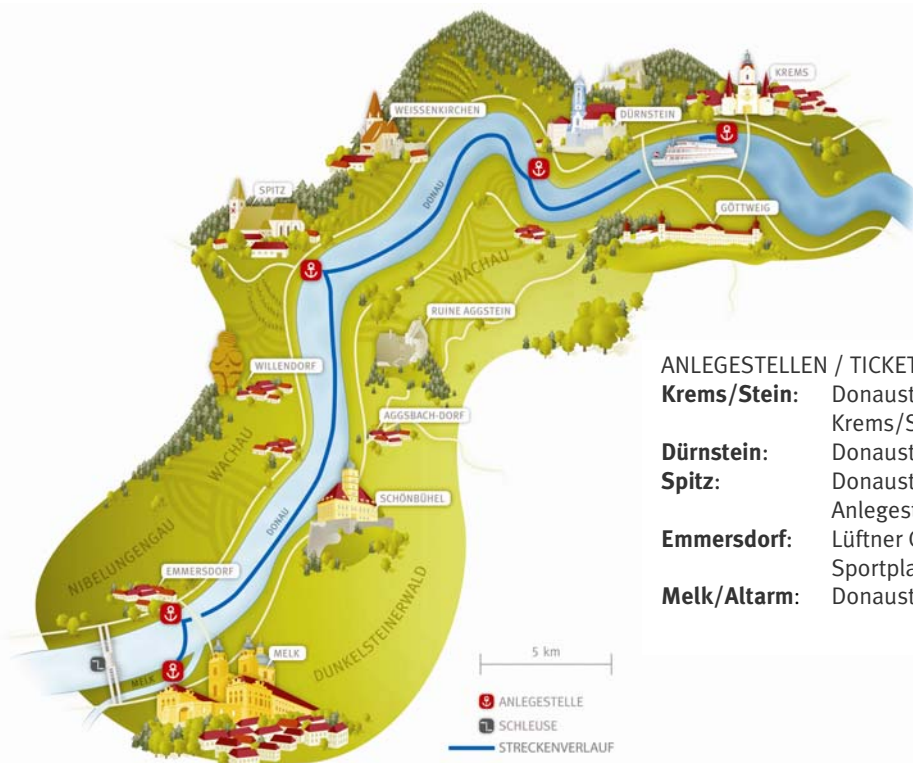 KREMS
WEISSENKIRCHEN
DÜRNSTEIN
SPITZ
DONAU
GÖTTWEIG
WACHAU
RUINE AGGSTEIN
WILLENDORF
AGGSBACH-DORF
WACHAU
SCHÖNBÜHEL
DONAU
NIBELUNGENGAU
EMMERSDORF
DUNKELSTEINERWALD
MELK
MELK
5 km
ANLEGESTELLE
SCHLEUSE
STRECKENVERLAUF
ANLEGESTELLEN / TICKET
Krems/Stein: Donaust
Krems/S
Dürnstein: Donaust
Spitz: Donaust
Anlegest
Emmersdorf: Lüftner
Sportpla
Melk/Altarm: Donaust